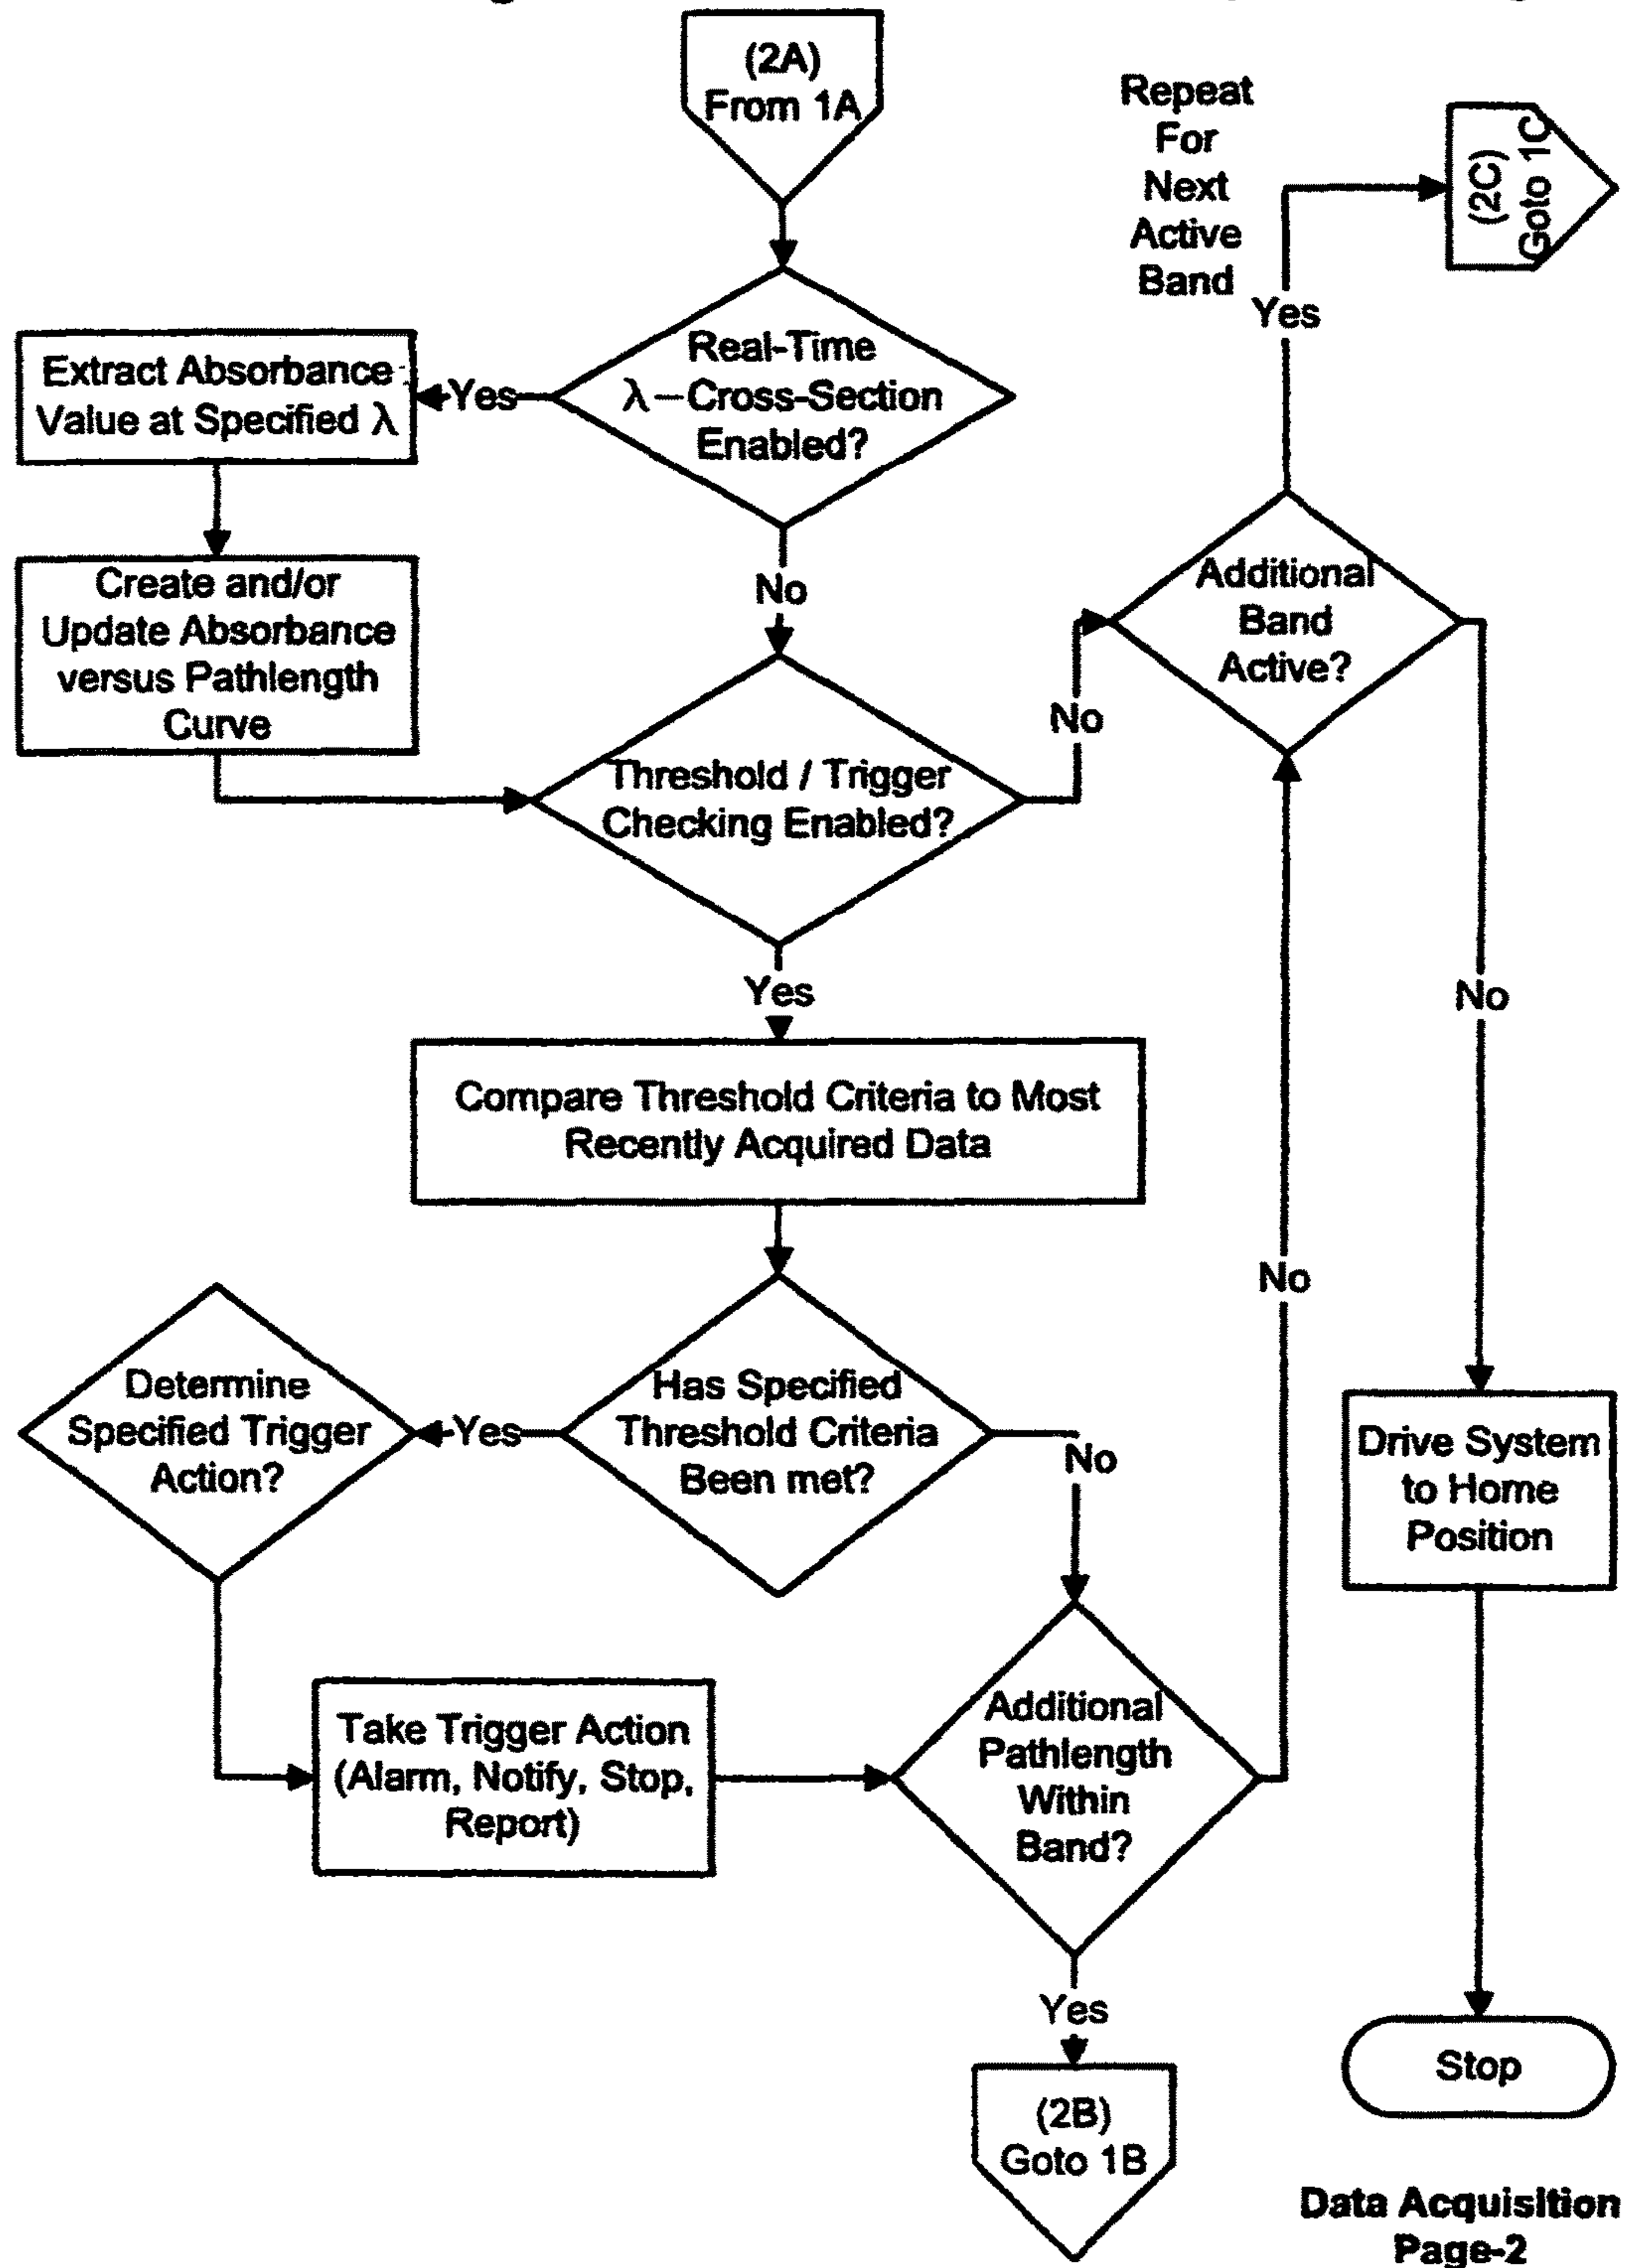 (2A)
From 1A
Repeat
For
Next
Active
Band
(2C)
Goto 1C
Yes
Real-Time
λ–Cross-Section
Enabled?
Yes
Extract Absorbance
Value at Specified λ
No
Create and/or
Update Absorbance
versus Pathlength
Curve
Additional
Band
Active?
No
Threshold / Trigger
Checking Enabled?
Yes
No
Compare Threshold Criteria to Most
Recently Acquired Data
No
Determine
Specified Trigger
Action?
Yes
Has Specified
Threshold Criteria
Been met?
No
Drive System
to Home
Position
Take Trigger Action
(Alarm, Notify, Stop,
Report)
Additional
Pathlength
Within
Band?
Yes
Stop
(2B)
Goto 1B
Data Acquisition
Page-2